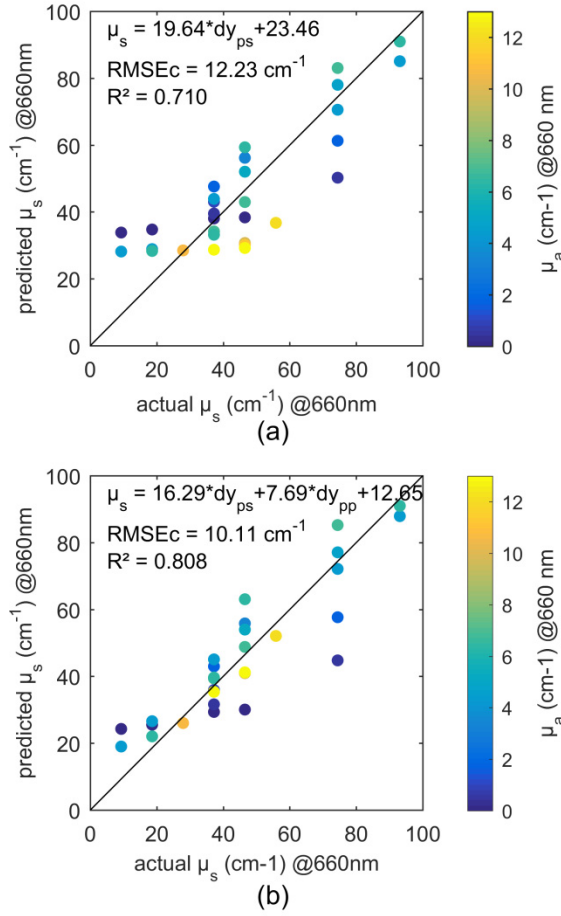 100
80
60
40
20
0
0 20 40 60 80 100
predicted μs (cm-1) @660nm
actual μs (cm-1) @660nm
μs = 19.64*dyps+23.46
RMSEc = 12.23 cm-1
R² = 0.710
12
10
8
6
4
2
0
μa (cm-1) @660 nm
(a)
100
80
60
40
20
0
0 20 40 60 80 100
predicted μs (cm-1) @660nm
actual μs (cm-1) @660nm
μs = 16.29*dyps+7.69*dypp+12.65
RMSEc = 10.11 cm-1
R² = 0.808
12
10
8
6
4
2
0
μa (cm-1) @660 nm
(b)